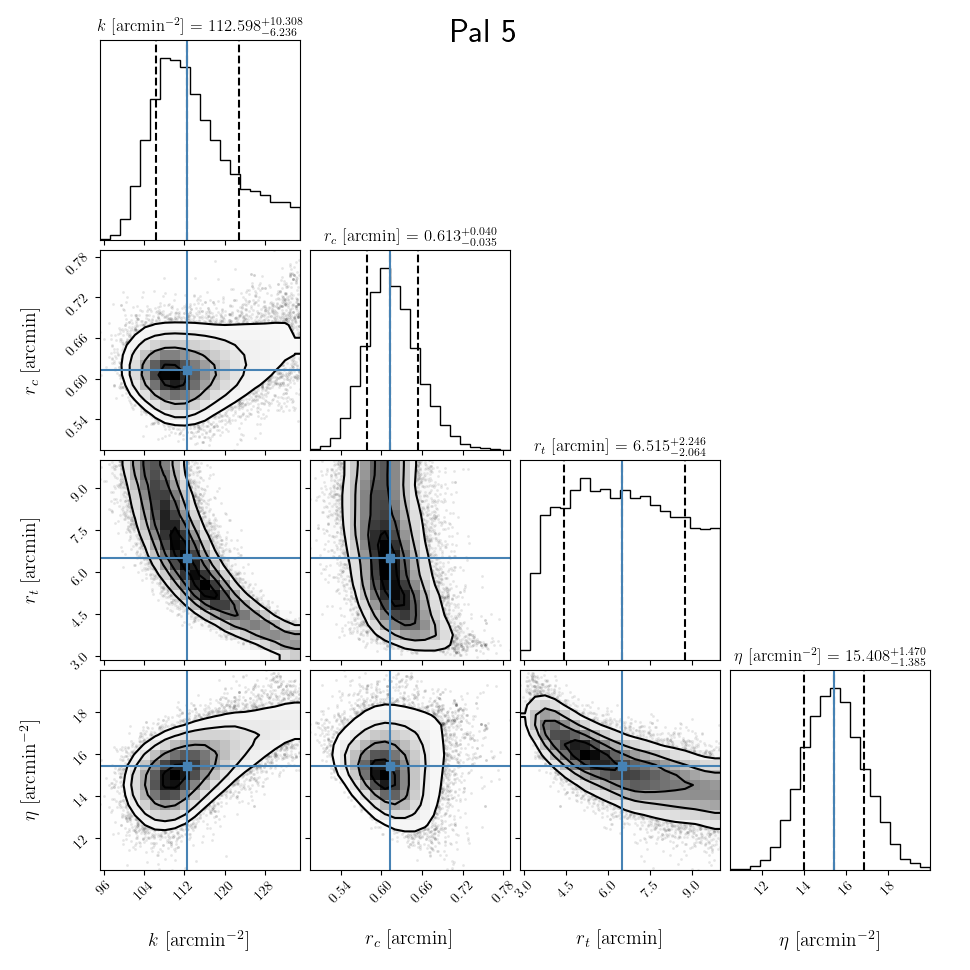 Pal 5
k [arcmin⁻²] = 112.598⁺¹⁰·³⁰⁸₋₆.₂₃₆
r_c [arcmin] = 0.613⁺⁰·⁰⁴⁰₋₀.₀₃₅
0.78
0.72
0.66
0.60
0.54
r_c [arcmin]
r_t [arcmin] = 6.515⁺²·²⁴⁶₋₂.₀₆₄
9.0
7.5
6.0
4.5
3.0
r_t [arcmin]
η [arcmin⁻²] = 15.408⁺¹·⁴⁷⁰₋₁.₃₈₅
18
16
14
12
η [arcmin⁻²]
96 104 112 120 128
0.54 0.60 0.66 0.72 0.78
3.0 4.5 6.0 7.5 9.0
12 14 16 18
k [arcmin⁻²]
r_c [arcmin]
r_t [arcmin]
η [arcmin⁻²]